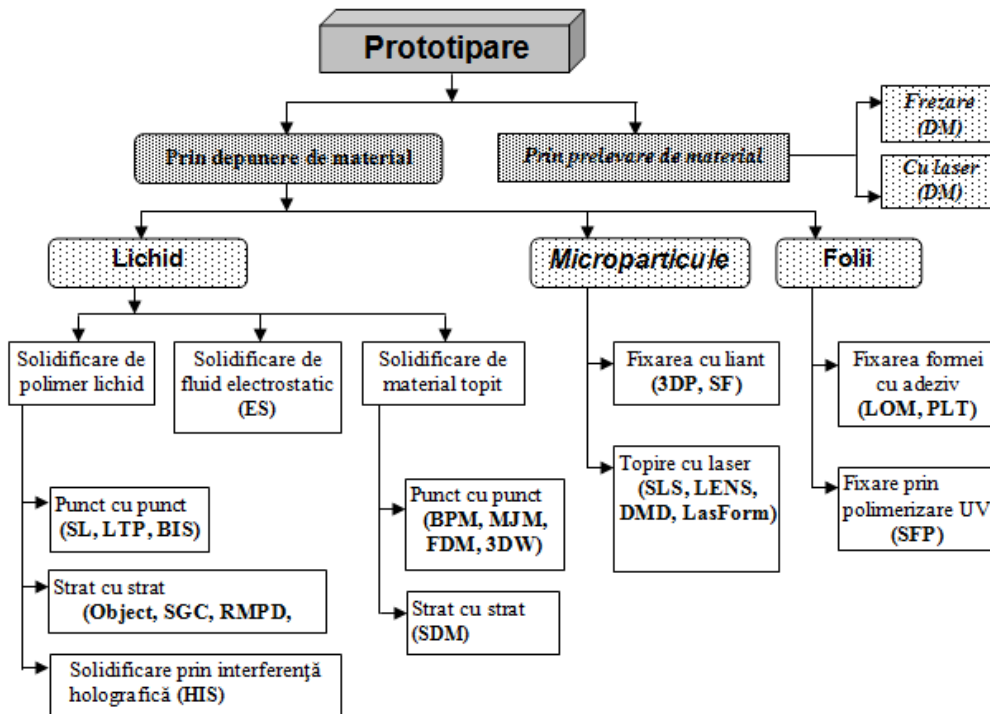 Prototipare
Prin depunere de material
Prin prelevare de material
Frezare
(DM)
Cu laser
(DM)
Lichid
Microparticule
Folii
Solidificare de
polimer lichid
Solidificare de
fluid electrostatic
(ES)
Solidificare de
material topit
Fixarea cu liant
(3DP, SF)
Fixarea formei
cu adeziv
(LOM, PLT)
Punct cu punct
(SL, LTP, BIS)
Punct cu punct
(BPM, MJM,
FDM, 3DW)
Topire cu laser
(SLS, LENS,
DMD, LasForm)
Fixare prin
polimerizare UV
(SFP)
Strat cu strat
(Object, SGC, RMPD,
Strat cu strat
(SDM)
Solidificare prin interferenţă
holografică (HIS)